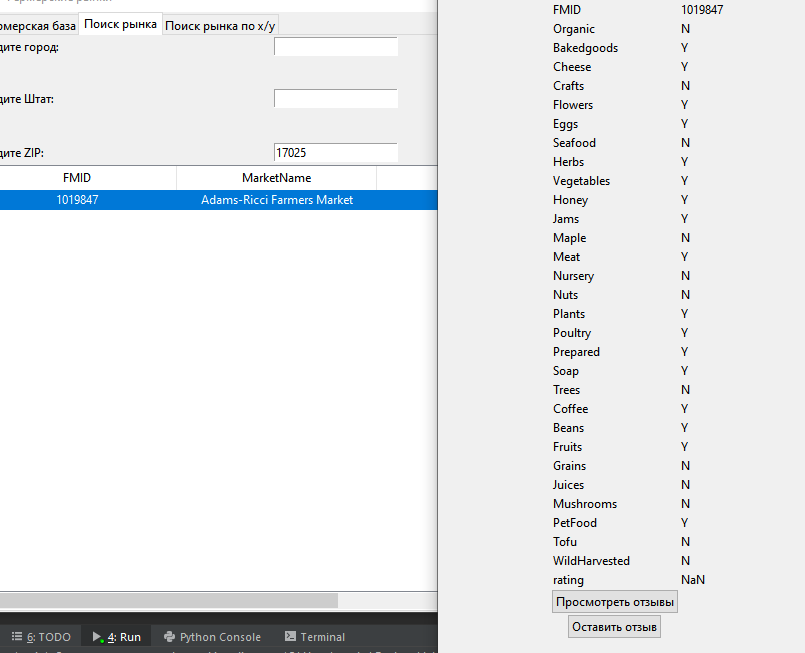 рмерская база Поиск рынка Поиск рынка по x/y
дите город:
дите Штат:
дите ZIP: 17025
FMID MarketName
1019847 Adams-Ricci Farmers Market
6: TODO 4: Run Python Console Terminal
FMID 1019847
Organic N
Bakedgoods Y
Cheese Y
Crafts N
Flowers Y
Eggs Y
Seafood N
Herbs Y
Vegetables Y
Honey Y
Jams Y
Maple N
Meat Y
Nursery N
Nuts N
Plants Y
Poultry Y
Prepared Y
Soap Y
Trees N
Coffee Y
Beans Y
Fruits Y
Grains N
Juices N
Mushrooms N
PetFood Y
Tofu N
WildHarvested N
rating NaN
Просмотреть отзывы
Оставить отзыв